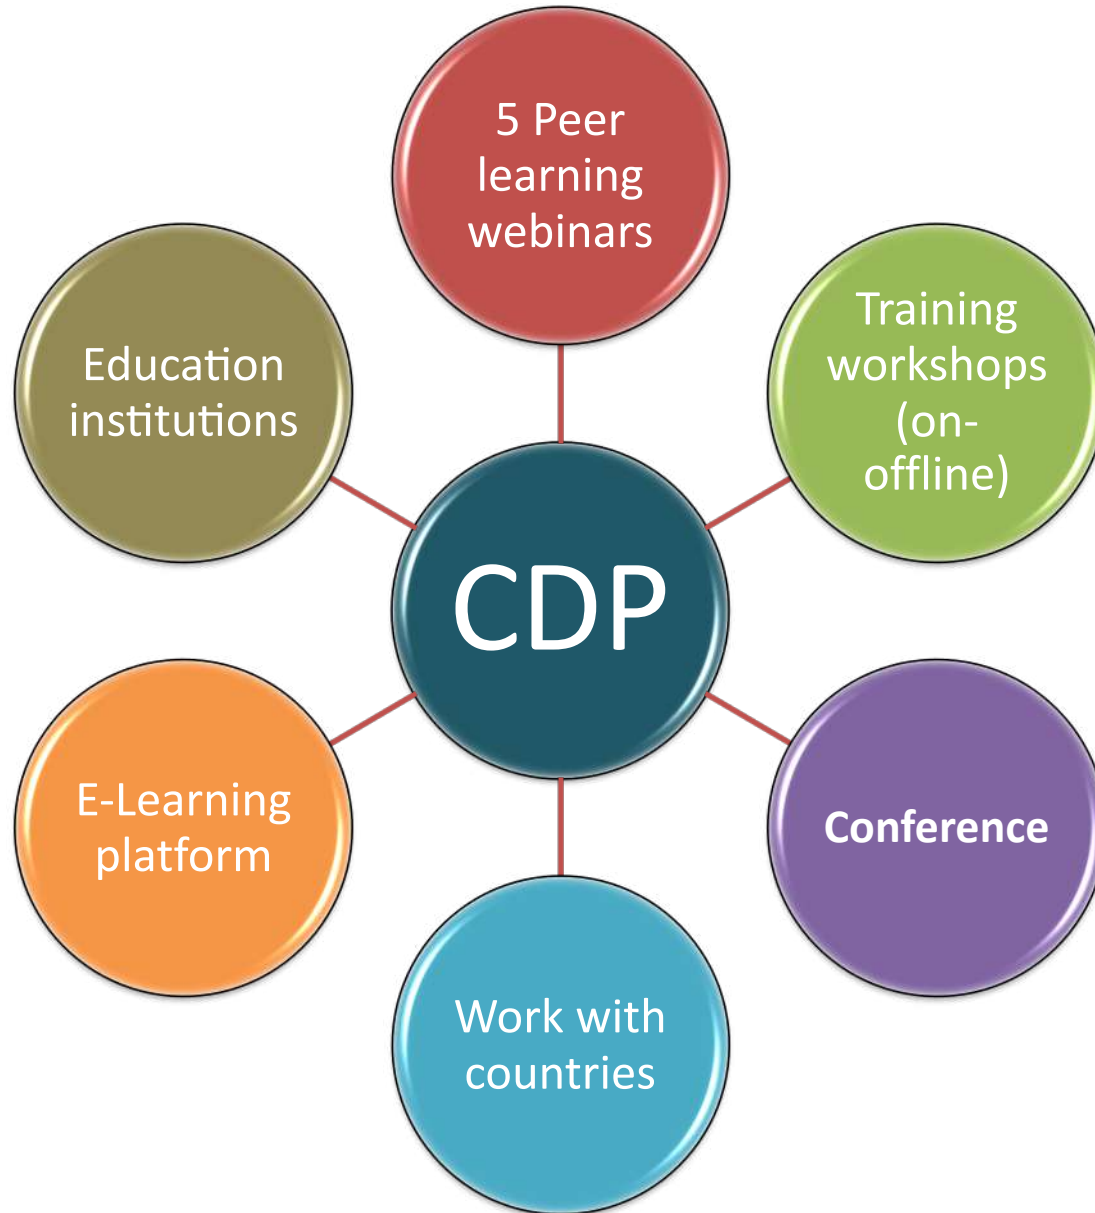 5 Peer
learning
webinars
Training
workshops
(on-
offline)
Education
institutions
CDP
E-Learning
platform
Conference
Work with
countries